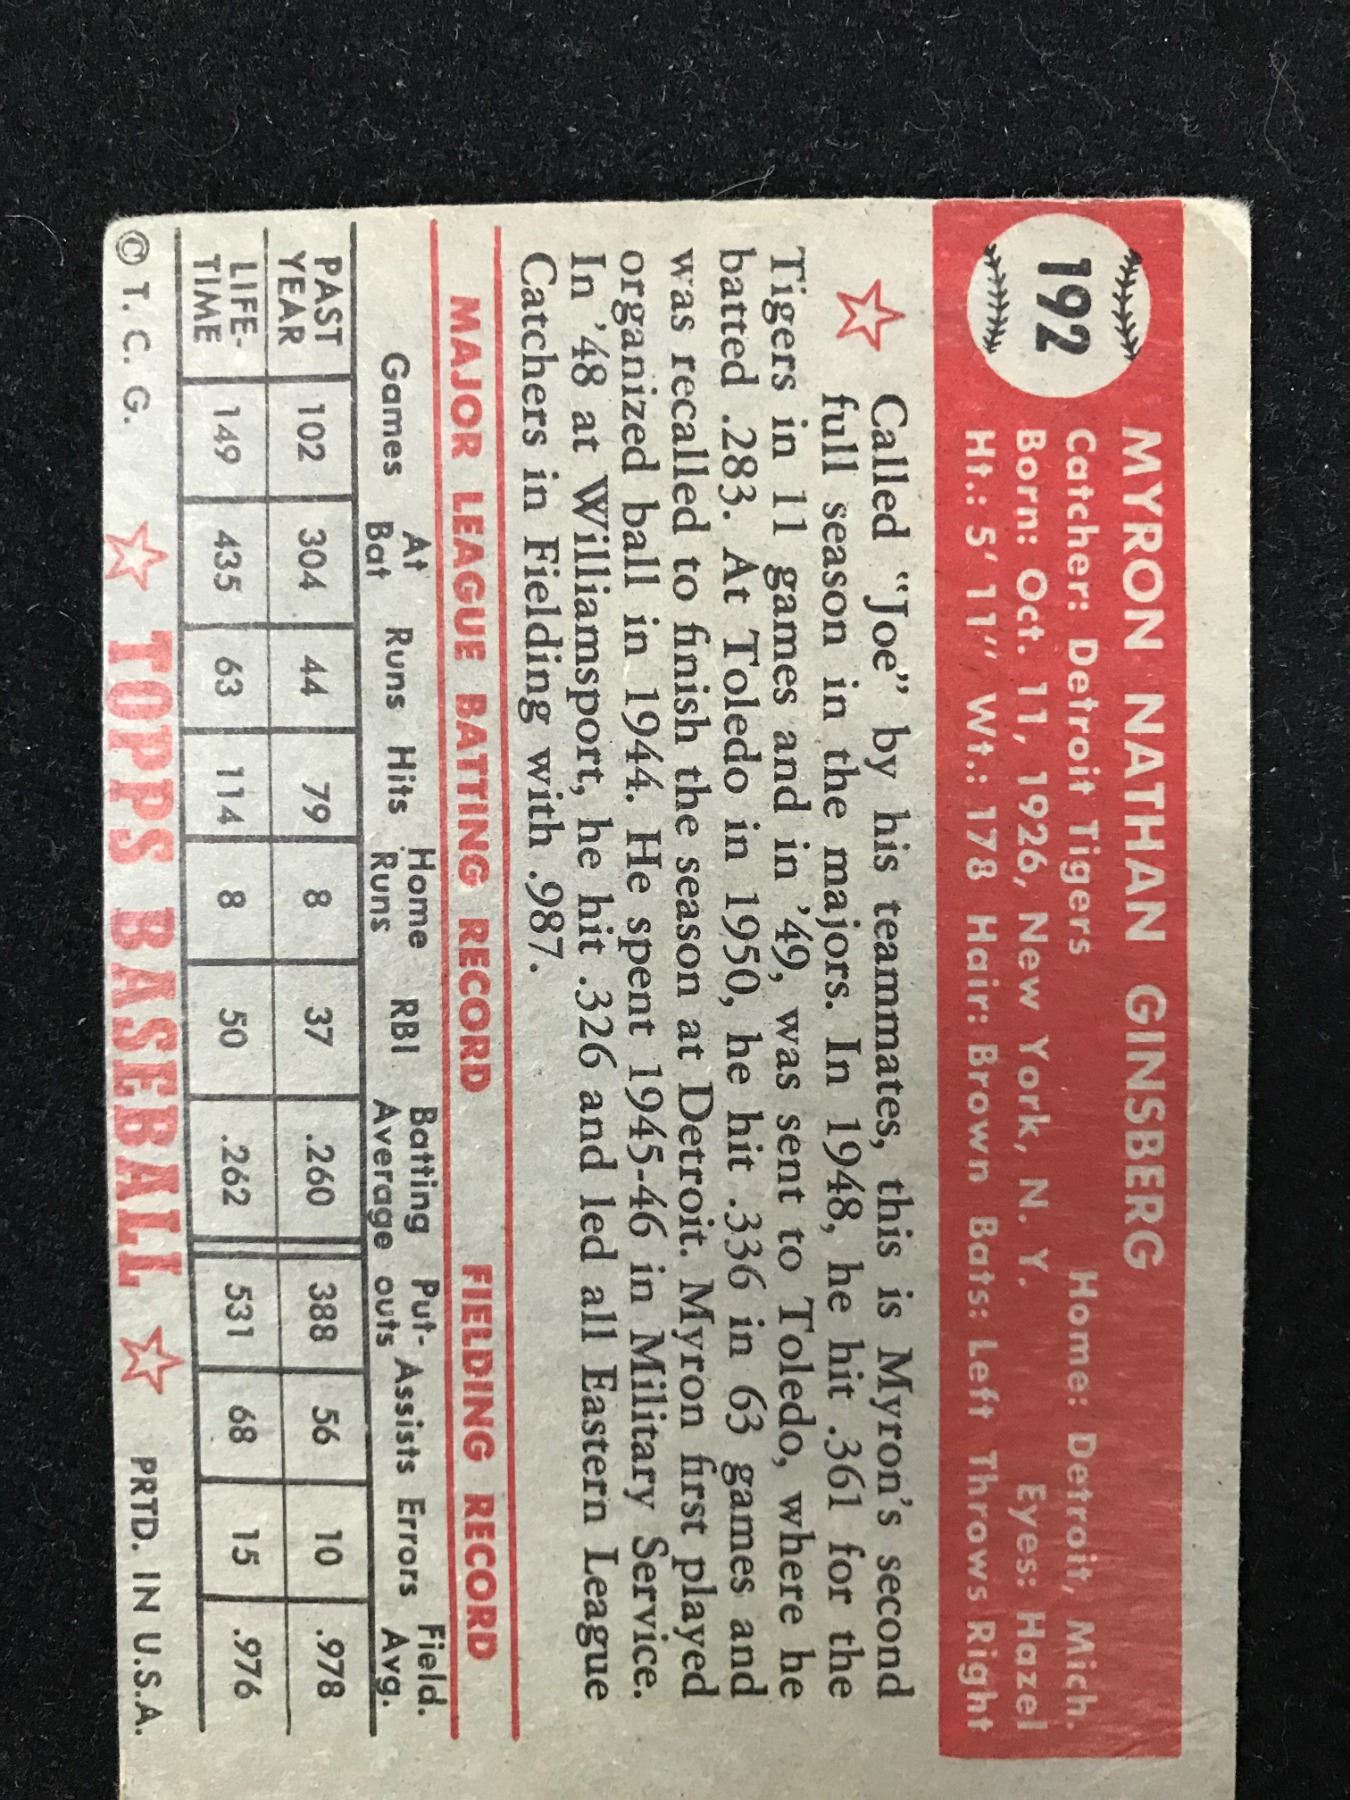 192
MYRON NATHAN GINSBERG
Catcher: Detroit Tigers Home: Detroit, Mich.
Born: Oct. 11, 1926, New York, N. Y. Eyes: Hazel
Ht.: 5' 11" Wt.: 178 Hair: Brown Bats: Left Throws Right
Called "Joe" by his teammates, this is Myron's second
full season in the majors. In 1948, he hit .361 for the
Tigers in 11 games and in '49, was sent to Toledo, where he
batted .283. At Toledo in 1950, he hit .336 in 63 games and
was recalled to finish the season at Detroit. Myron first played
organized ball in 1944. He spent 1945-46 in Military Service.
In '48 at Williamsport, he hit .326 and led all Eastern League
Catchers in Fielding with .987.
MAJOR LEAGUE BATTING RECORD FIELDING RECORD
Games At Bat Runs Hits Home Runs RBI Batting Average Put-outs Assists Errors Field. Avg.
PAST YEAR 102 304 44 79 8 37 .260 388 56 10 .978
LIFE-TIME 149 435 63 114 8 50 .262 531 68 15 .976
© T. C. G. TOPPS BASEBALL PRTD. IN U.S.A.